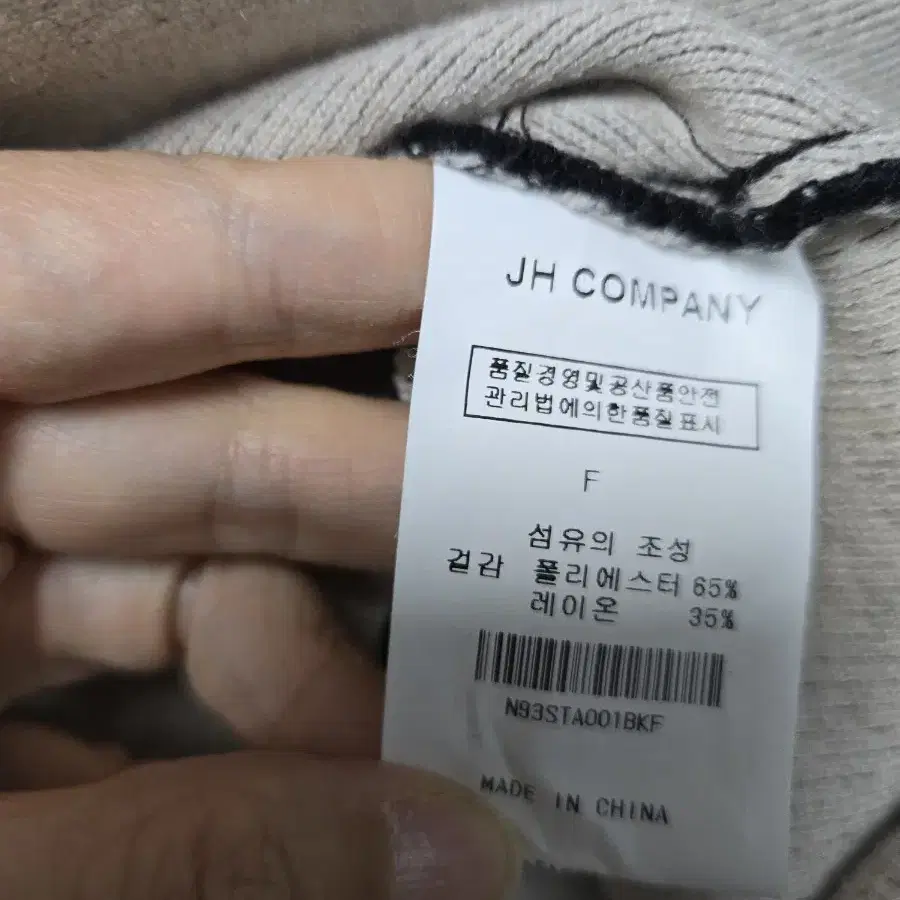 JH COMPANY
품질경영및공산품안전
관리법에의한품질표시
F
섬유의 조성
겉감 폴리에스터 65%
레이온 35%
N93STA001BKF
MADE IN CHINA